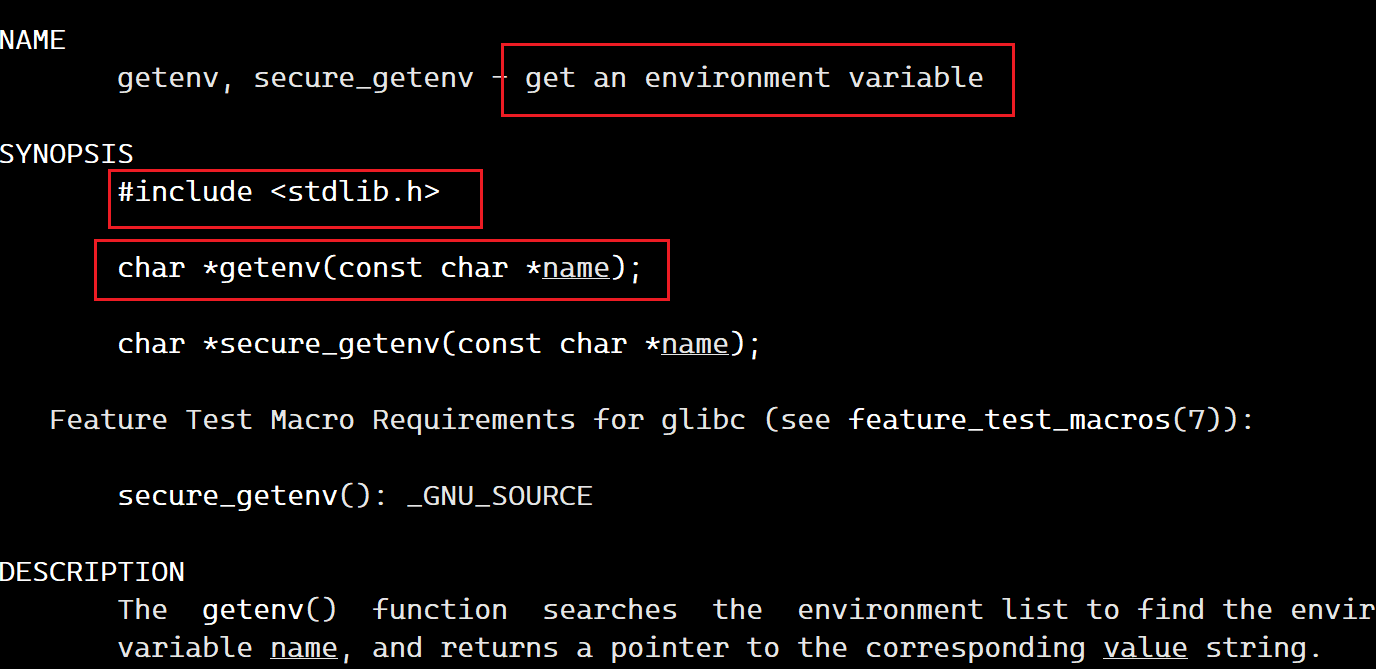 NAME
getenv, secure_getenv - get an environment variable
SYNOPSIS
#include <stdlib.h>
char *getenv(const char *name);
char *secure_getenv(const char *name);
Feature Test Macro Requirements for glibc (see feature_test_macros(7)):
secure_getenv(): _GNU_SOURCE
DESCRIPTION
The getenv() function searches the environment list to find the envir
variable name, and returns a pointer to the corresponding value string.